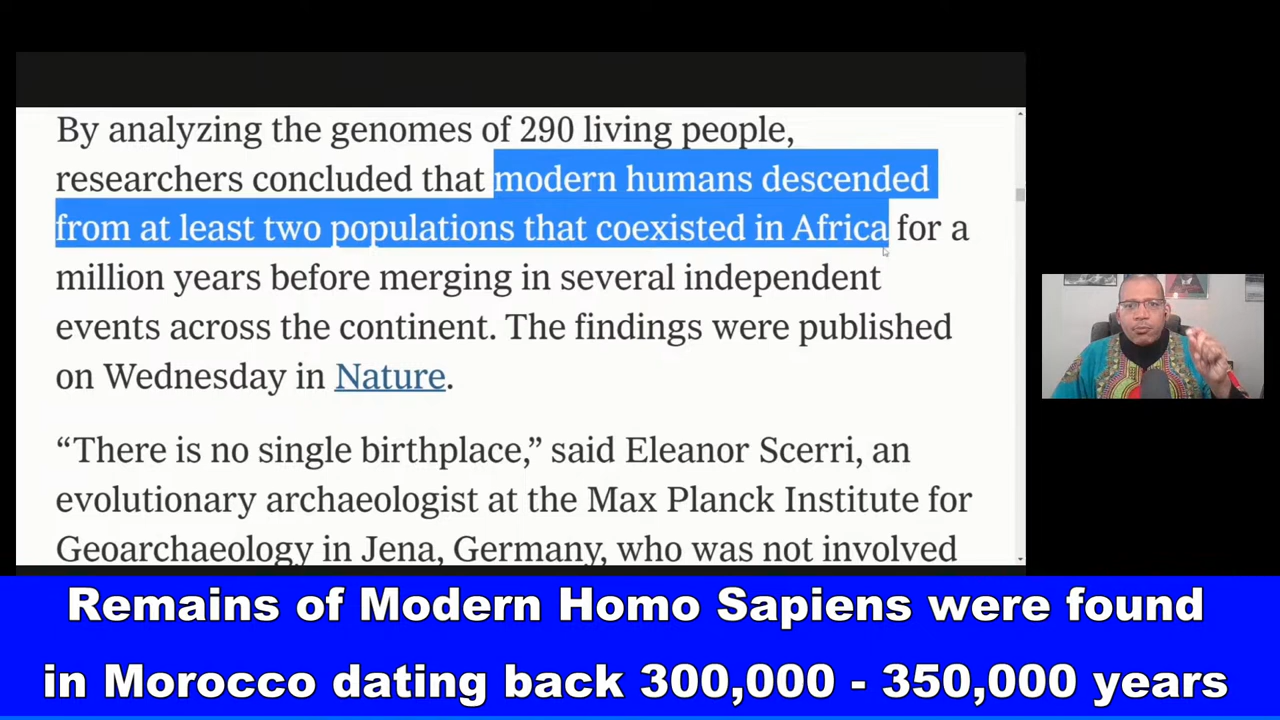 By analyzing the genomes of 290 living people,
researchers concluded that modern humans descended
from at least two populations that coexisted in Africa for a
million years before merging in several independent
events across the continent. The findings were published
on Wednesday in Nature.
“There is no single birthplace,” said Eleanor Scerri, an
evolutionary archaeologist at the Max Planck Institute for
Geoarchaeology in Jena, Germany, who was not involved
Remains of Modern Homo Sapiens were found
in Morocco dating back 300,000 - 350,000 years